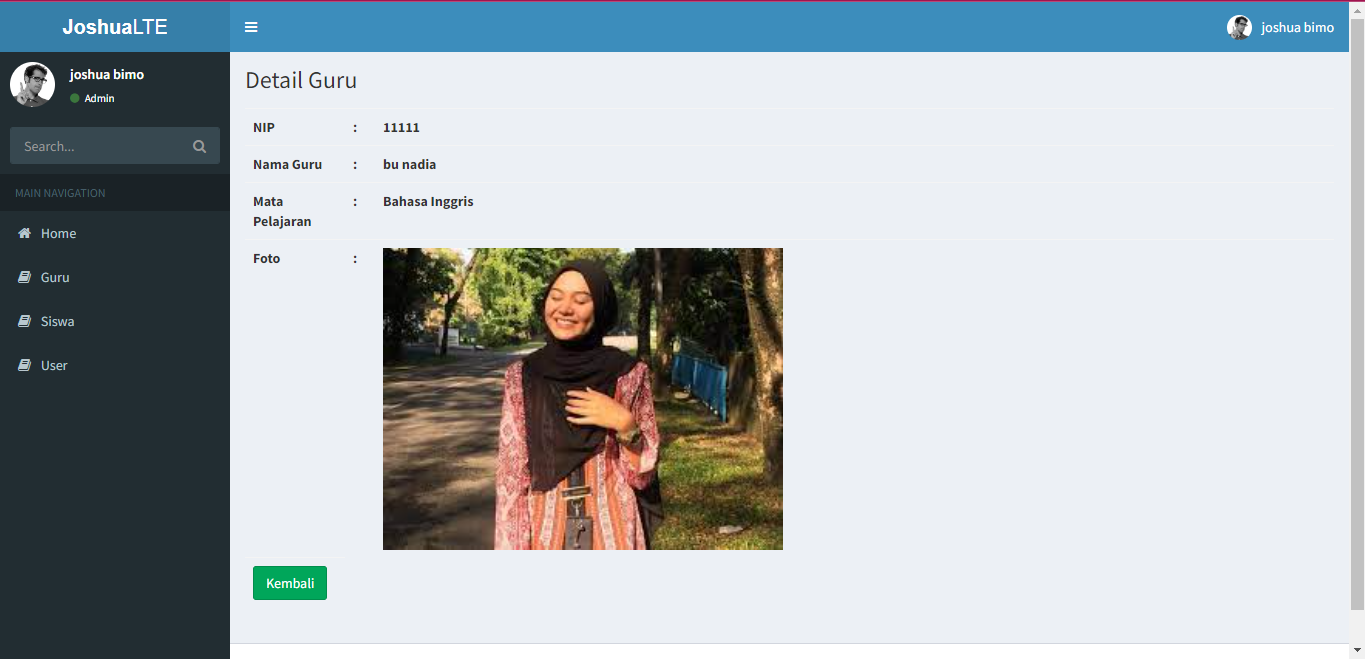 JoshuaLTE
joshua bimo
joshua bimo
Admin
Search...
MAIN NAVIGATION
Home
Guru
Siswa
User
Detail Guru
NIP : 11111
Nama Guru : bu nadia
Mata Pelajaran : Bahasa Inggris
Foto :
Kembali